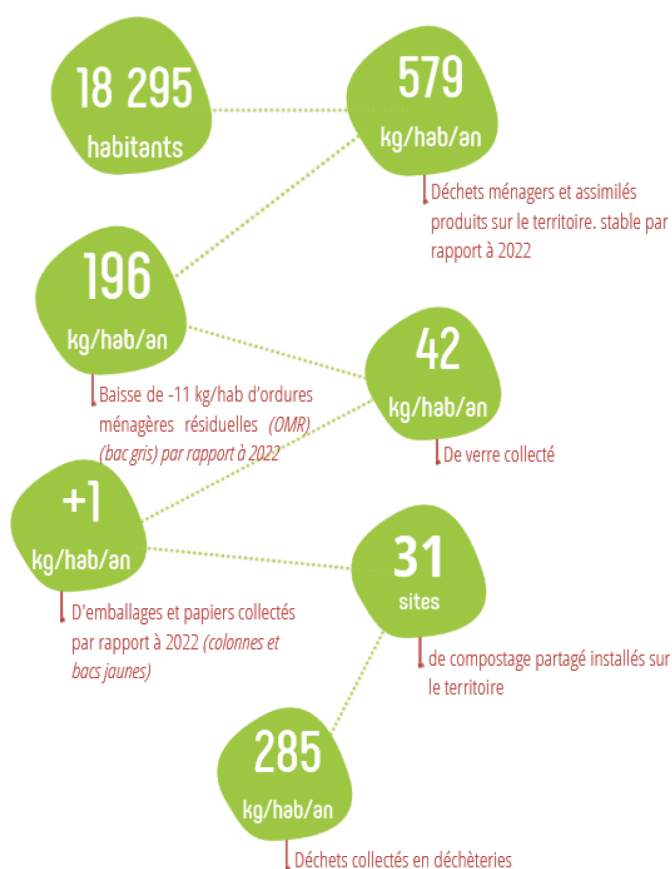 18 295
habitants
579
kg/hab/an
Déchets ménagers et assimilés
produits sur le territoire. stable par
rapport à 2022
196
kg/hab/an
Baisse de -11 kg/hab d'ordures
ménagères résiduelles (OMR)
(bac gris) par rapport à 2022
42
kg/hab/an
De verre collecté
+1
kg/hab/an
D'emballages et papiers collectés
par rapport à 2022 (colonnes et
bacs jaunes)
31
sites
de compostage partagé installés sur
le territoire
285
kg/hab/an
Déchets collectés en déchèteries